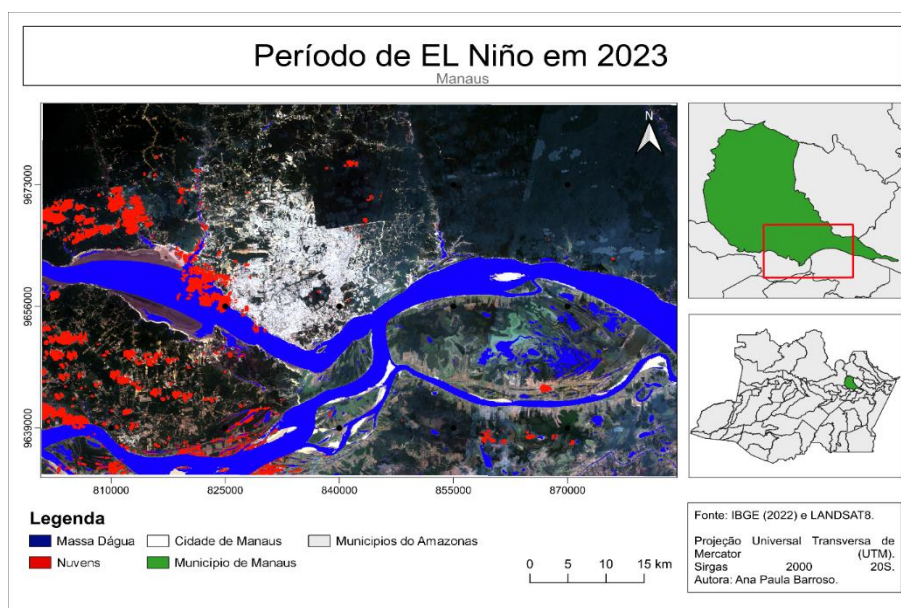 Período de EL Niño em 2023
Manaus
N
9673000
9656000
9639000
810000 825000 840000 855000 870000
Legenda
Massa Dágua Cidade de Manaus Municipios do Amazonas
Nuvens Município de Manaus
0 5 10 15 km
Fonte: IBGE (2022) e LANDSAT8.
Projeção Universal Transversa de
Mercator (UTM).
Sirgas 2000 20S.
Autora: Ana Paula Barroso.